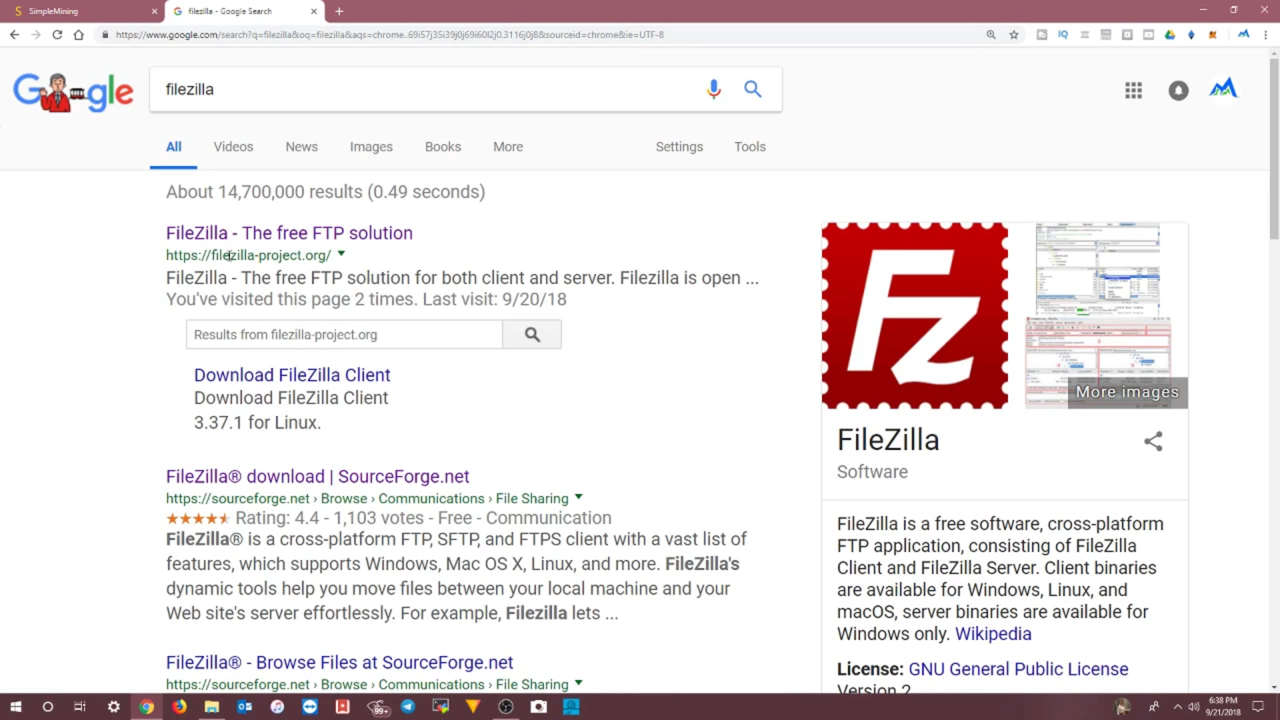 SimpleMining
filezilla - Google Search
https://www.google.com/search?q=filezilla&oq=filezilla&aqs=chrome..69i57j35i39j0j69i60l2j0.3116j0j8&sourceid=chrome&ie=UTF-8
filezilla
All Videos News Images Books More Settings Tools
About 14,700,000 results (0.49 seconds)
FileZilla - The free FTP solution
https://filezilla-project.org/
FileZilla - The free FTP solution for both client and server. Filezilla is open ...
You've visited this page 2 times. Last visit: 9/20/18
Results from filezilla-project.org
Download FileZilla Client
Download FileZilla Client
3.37.1 for Linux.
FileZilla® download | SourceForge.net
https://sourceforge.net › Browse › Communications › File Sharing
Rating: 4.4 - 1,103 votes - Free - Communication
FileZilla® is a cross-platform FTP, SFTP, and FTPS client with a vast list of
features, which supports Windows, Mac OS X, Linux, and more. FileZilla's
dynamic tools help you move files between your local machine and your
Web site's server effortlessly. For example, Filezilla lets ...
FileZilla® - Browse Files at SourceForge.net
https://sourceforge.net › Browse › Communications › File Sharing
Fz
More images
FileZilla
Software
FileZilla is a free software, cross-platform
FTP application, consisting of FileZilla
Client and FileZilla Server. Client binaries
are available for Windows, Linux, and
macOS, server binaries are available for
Windows only. Wikipedia
License: GNU General Public License
Version 2
99+
6:38 PM
9/21/2018